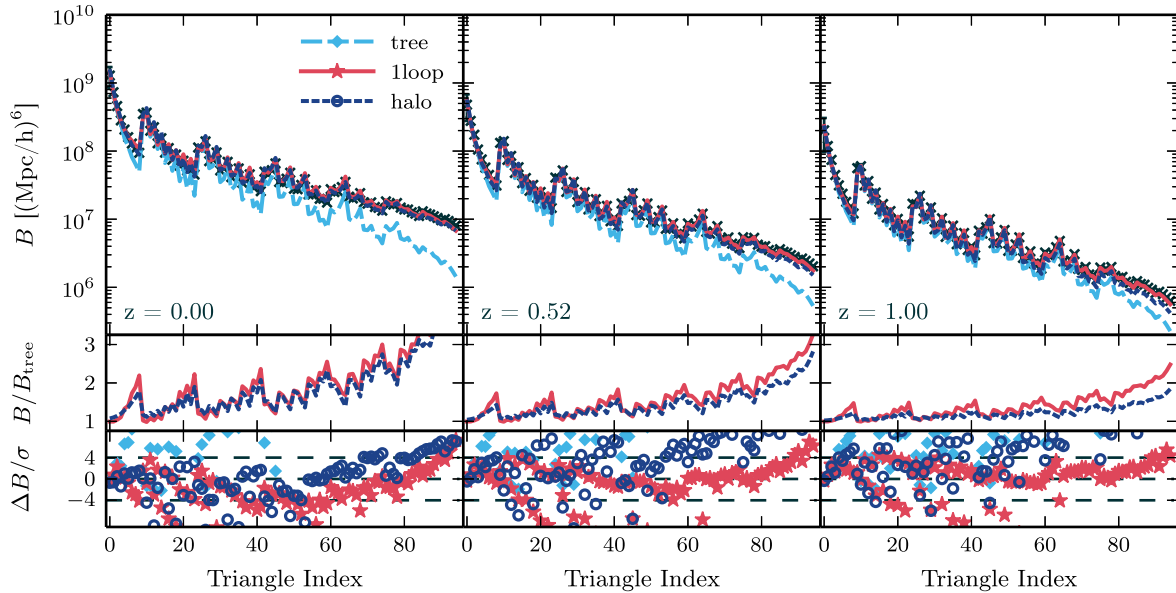 10^10
10^9
10^8
10^7
10^6
B [(Mpc/h)^6]
tree
1loop
halo
z = 0.00
z = 0.52
z = 1.00
3
2
1
B/B_tree
4
0
−4
ΔB/σ
0 20 40 60 80 0 20 40 60 80 0 20 40 60 80
Triangle Index Triangle Index Triangle Index